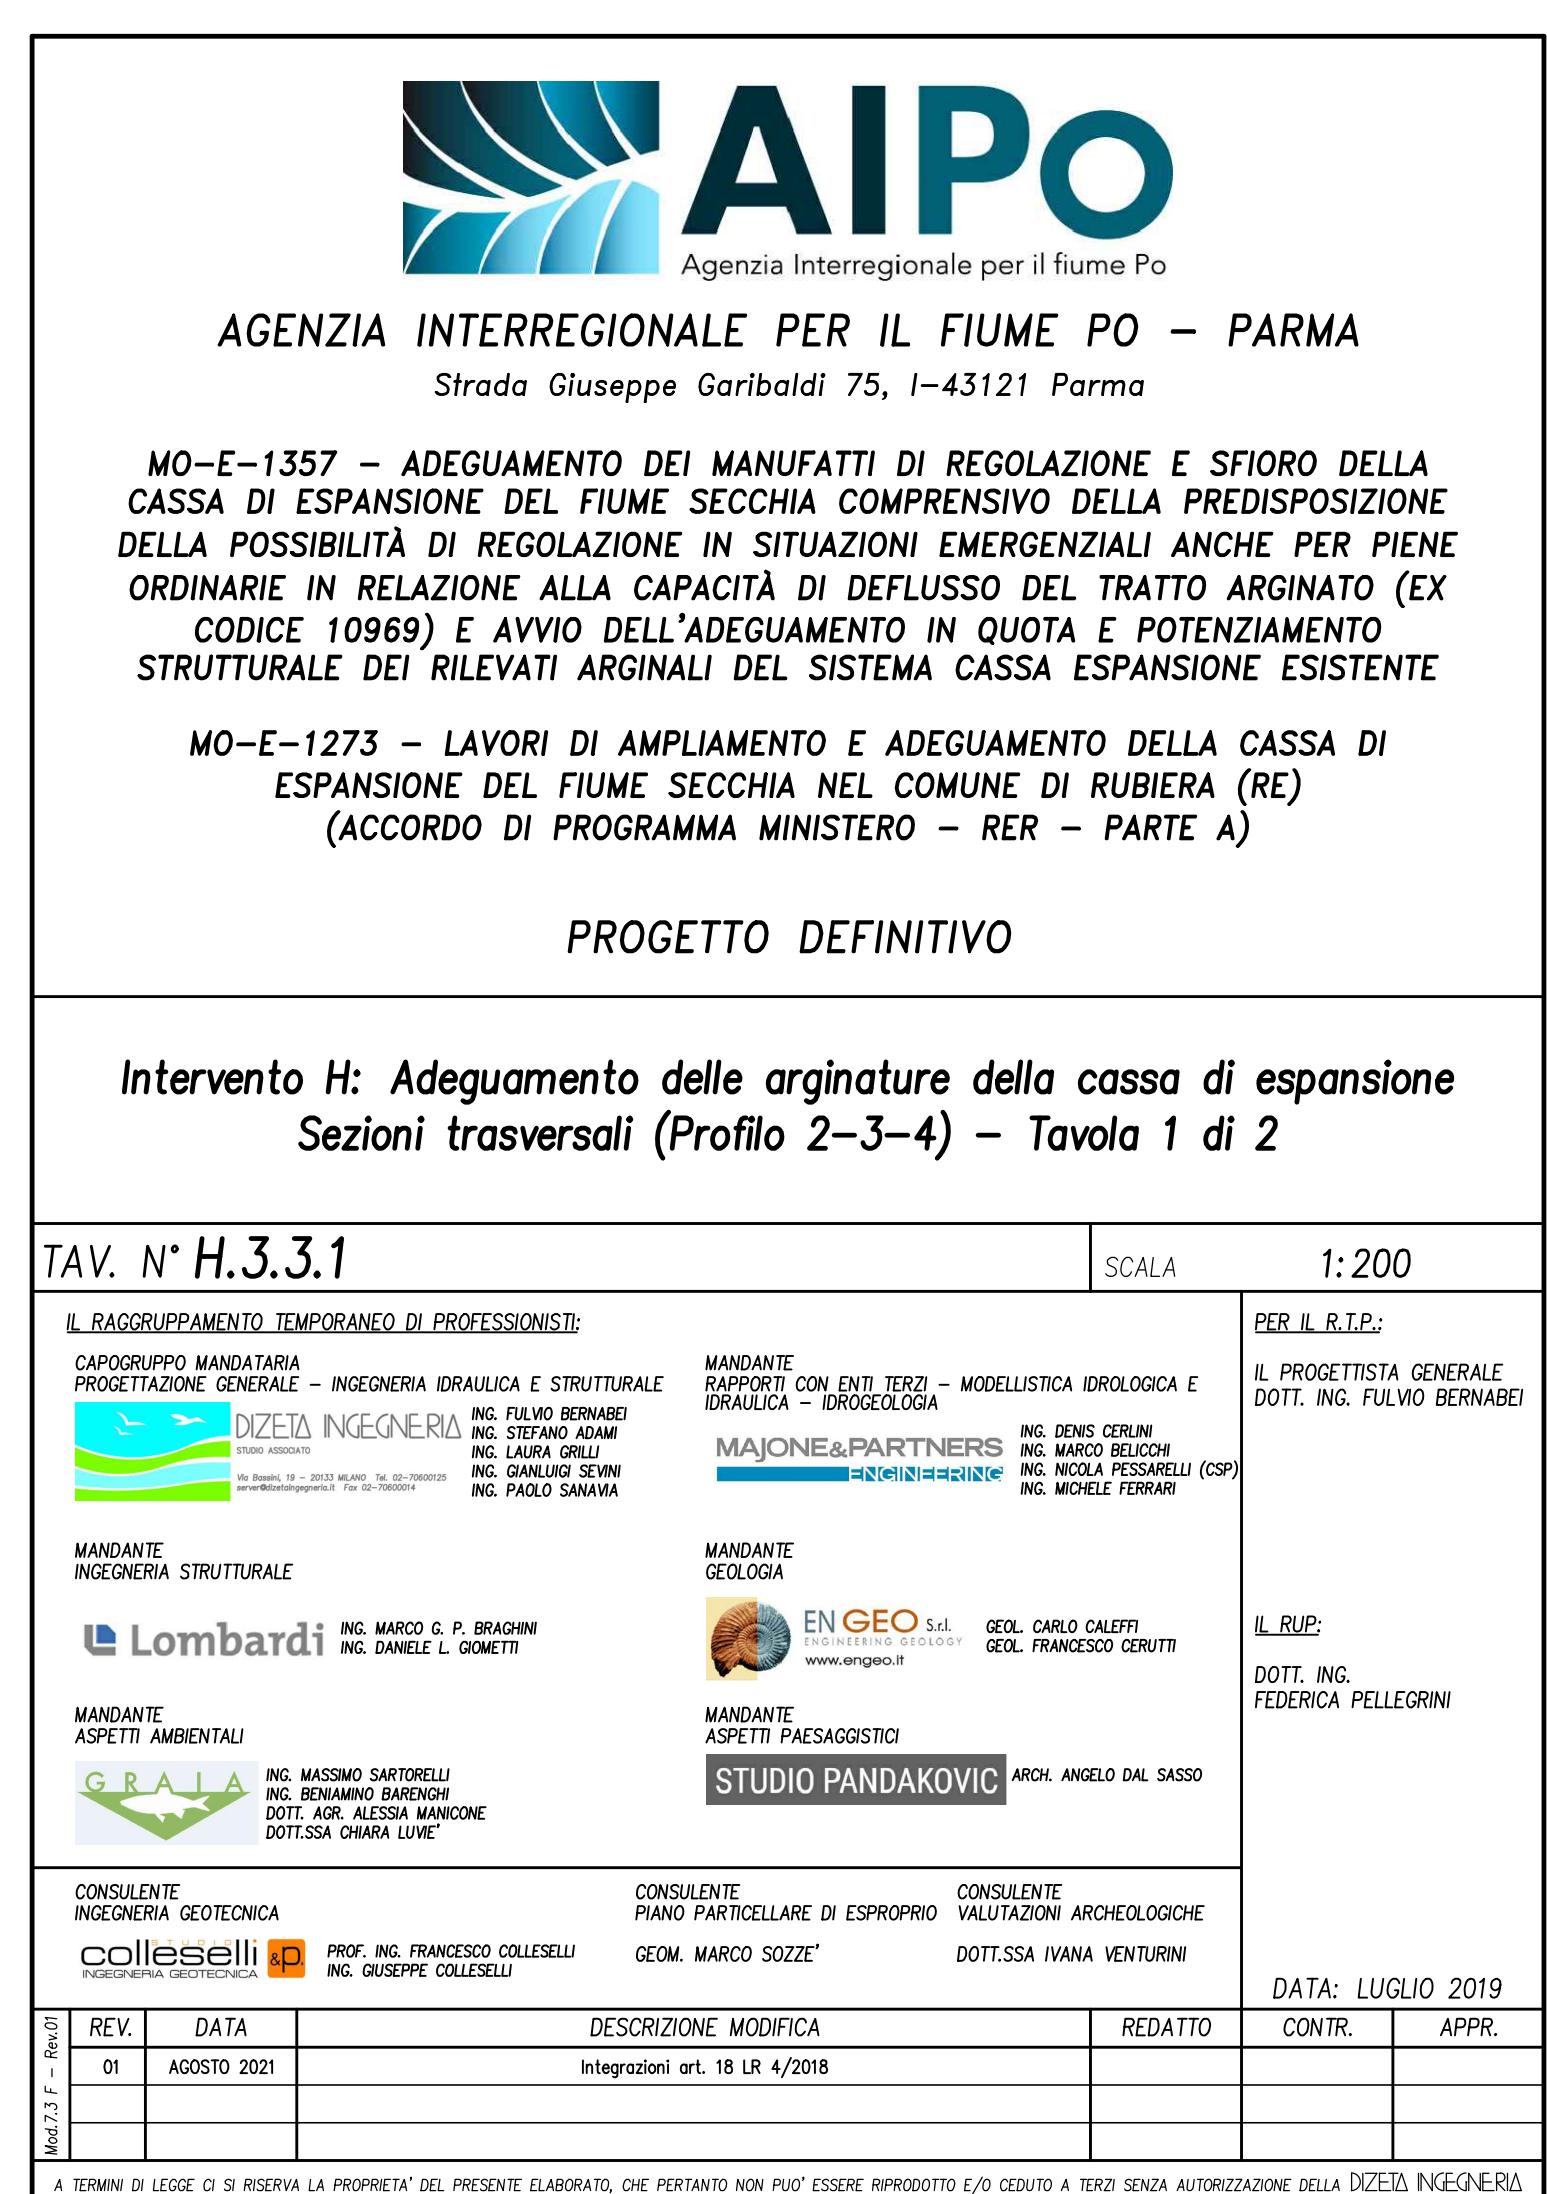 AIPo
Agenzia Interregionale per il fiume Po
AGENZIA INTERREGIONALE PER IL FIUME PO – PARMA
Strada Giuseppe Garibaldi 75, I–43121 Parma
MO–E–1357 – ADEGUAMENTO DEI MANUFATTI DI REGOLAZIONE E SFIORO DELLA
CASSA DI ESPANSIONE DEL FIUME SECCHIA COMPRENSIVO DELLA PREDISPOSIZIONE
DELLA POSSIBILITÀ DI REGOLAZIONE IN SITUAZIONI EMERGENZIALI ANCHE PER PIENE
ORDINARIE IN RELAZIONE ALLA CAPACITÀ DI DEFLUSSO DEL TRATTO ARGINATO (EX
CODICE 10969) E AVVIO DELL'ADEGUAMENTO IN QUOTA E POTENZIAMENTO
STRUTTURALE DEI RILEVATI ARGINALI DEL SISTEMA CASSA ESPANSIONE ESISTENTE
MO–E–1273 – LAVORI DI AMPLIAMENTO E ADEGUAMENTO DELLA CASSA DI
ESPANSIONE DEL FIUME SECCHIA NEL COMUNE DI RUBIERA (RE)
(ACCORDO DI PROGRAMMA MINISTERO – RER – PARTE A)
PROGETTO DEFINITIVO
Intervento H: Adeguamento delle arginature della cassa di espansione
Sezioni trasversali (Profilo 2–3–4) – Tavola 1 di 2
TAV. N° H.3.3.1
SCALA 1:200
IL RAGGRUPPAMENTO TEMPORANEO DI PROFESSIONISTI:
CAPOGRUPPO MANDATARIA
PROGETTAZIONE GENERALE – INGEGNERIA IDRAULICA E STRUTTURALE
DIZETA INGEGNERIA
STUDIO ASSOCIATO
Via Bassini, 19 – 20133 MILANO Tel. 02–70600125
server@dizetaingegneria.it Fax 02–70600014
ING. FULVIO BERNABEI
ING. STEFANO ADAMI
ING. LAURA GRILLI
ING. GIANLUIGI SEVINI
ING. PAOLO SANAVIA
MANDANTE
RAPPORTI CON ENTI TERZI – MODELLISTICA IDROLOGICA E
IDRAULICA – IDROGEOLOGIA
MAJONE&PARTNERS
ENGINEERING
ING. DENIS CERLINI
ING. MARCO BELICCHI
ING. NICOLA PESSARELLI (CSP)
ING. MICHELE FERRARI
PER IL R.T.P.:
IL PROGETTISTA GENERALE
DOTT. ING. FULVIO BERNABEI
MANDANTE
INGEGNERIA STRUTTURALE
Lombardi
ING. MARCO G. P. BRAGHINI
ING. DANIELE L. GIOMETTI
MANDANTE
GEOLOGIA
EN GEO S.r.l.
ENGINEERING GEOLOGY
www.engeo.it
GEOL. CARLO CALEFFI
GEOL. FRANCESCO CERUTTI
IL RUP:
DOTT. ING.
FEDERICA PELLEGRINI
MANDANTE
ASPETTI AMBIENTALI
GRAIA
ING. MASSIMO SARTORELLI
ING. BENIAMINO BARENGHI
DOTT. AGR. ALESSIA MANICONE
DOTT.SSA CHIARA LUVIE'
MANDANTE
ASPETTI PAESAGGISTICI
STUDIO PANDAKOVIC
ARCH. ANGELO DAL SASSO
CONSULENTE
INGEGNERIA GEOTECNICA
STUDIO
colleselli &p.
INGEGNERIA GEOTECNICA
PROF. ING. FRANCESCO COLLESELLI
ING. GIUSEPPE COLLESELLI
CONSULENTE
PIANO PARTICELLARE DI ESPROPRIO
GEOM. MARCO SOZZE'
CONSULENTE
VALUTAZIONI ARCHEOLOGICHE
DOTT.SSA IVANA VENTURINI
DATA: LUGLIO 2019
Mod.7.3 F – Rev.01
REV. DATA DESCRIZIONE MODIFICA REDATTO CONTR. APPR.
01 AGOSTO 2021 Integrazioni art. 18 LR 4/2018
A TERMINI DI LEGGE CI SI RISERVA LA PROPRIETA' DEL PRESENTE ELABORATO, CHE PERTANTO NON PUO' ESSERE RIPRODOTTO E/O CEDUTO A TERZI SENZA AUTORIZZAZIONE DELLA DIZETA INGEGNERIA